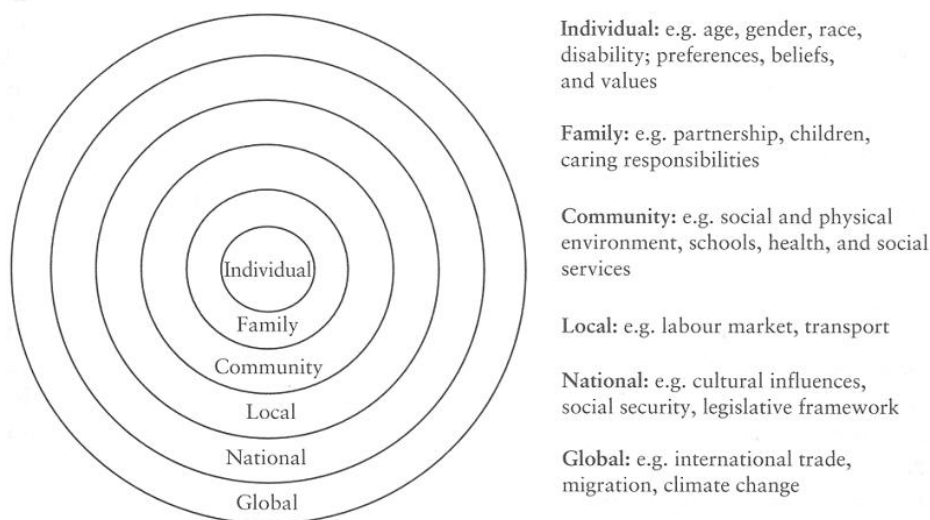 Individual
Family
Community
Local
National
Global
Individual: e.g. age, gender, race,
disability; preferences, beliefs,
and values
Family: e.g. partnership, children,
caring responsibilities
Community: e.g. social and physical
environment, schools, health, and social
services
Local: e.g. labour market, transport
National: e.g. cultural influences,
social security, legislative framework
Global: e.g. international trade,
migration, climate change